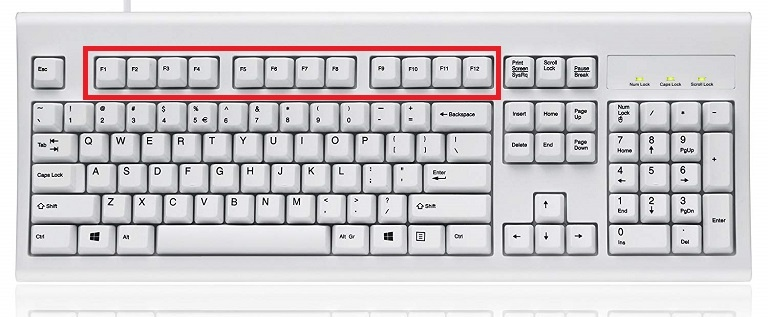 Esc F1 F2 F3 F4 F5 F6 F7 F8 F9 F10 F11 F12 Print Screen SysRq Scroll Lock Pause Break
Num Lock Caps Lock Scroll Lock
~ ! @ # $ % ^ & * ( ) _ +
` 1 2 3 4 5 € 6 7 8 9 0 - = ← Backspace Insert Home Page Up Num Lock / * -
Tab Q W E R T Y U I O P { [ } ] | \ Delete End Page Down 7 Home 8 ↑ 9 PgUp +
Caps Lock A S D F G H J K L : ; " ' Enter 4 ← 5 6 →
⇧ Shift Z X C V B N M < , > . ? / ⇧ Shift ↑ 1 End 2 ↓ 3 PgDn Enter
Ctrl Alt Alt Gr Ctrl ← ↓ → 0 Ins . Del